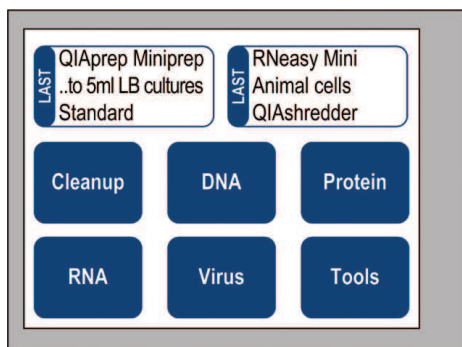 LAST
QIAprep Miniprep
..to 5ml LB cultures
Standard
LAST
RNeasy Mini
Animal cells
QIAshredder
Cleanup
DNA
Protein
RNA
Virus
Tools